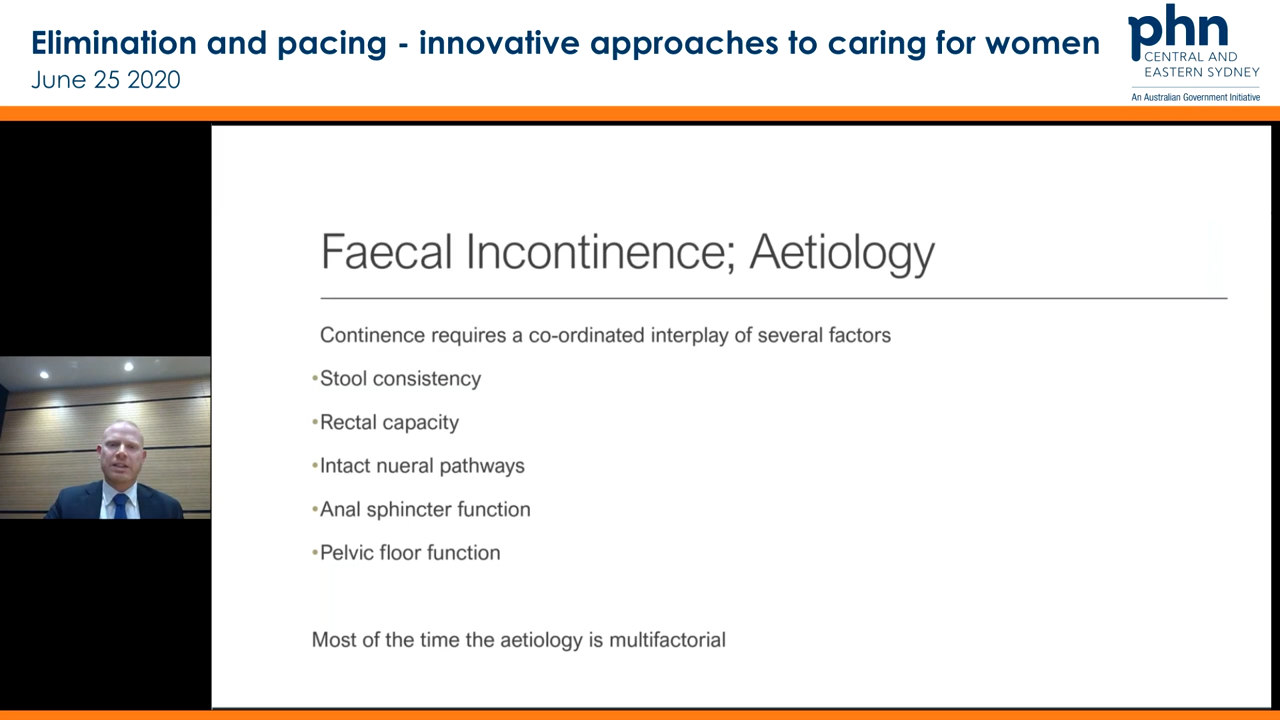 Elimination and pacing - innovative approaches to caring for women
June 25 2020
phn
CENTRAL AND
EASTERN SYDNEY
An Australian Government Initiative
Faecal Incontinence; Aetiology
Continence requires a co-ordinated interplay of several factors
•Stool consistency
•Rectal capacity
•Intact nueral pathways
•Anal sphincter function
•Pelvic floor function
Most of the time the aetiology is multifactorial